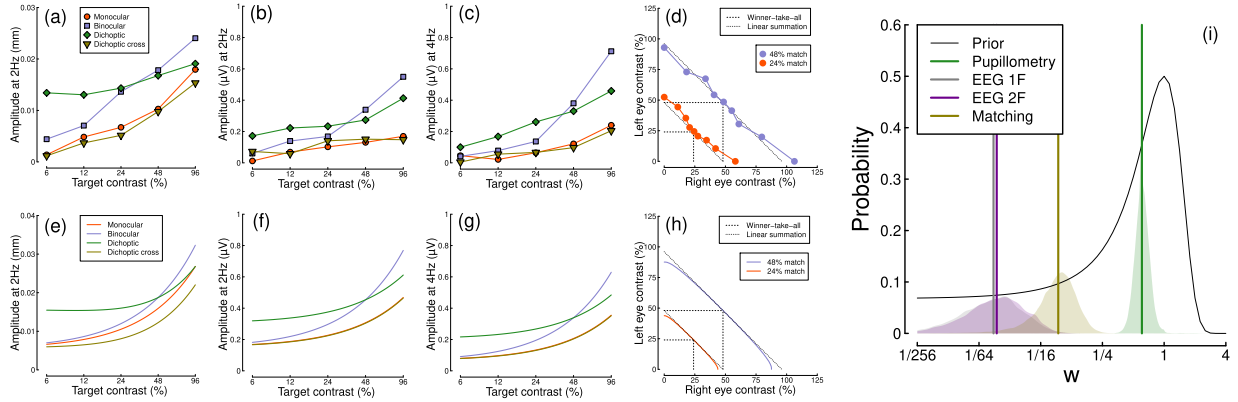 (a)
Amplitude at 2Hz (mm)
0.03
0.02
0.01
0
Monocular
Binocular
Dichoptic
Dichoptic cross
6 12 24 48 96
Target contrast (%)
(b)
Amplitude at (µV) at 2Hz
1
0.8
0.6
0.4
0.2
0
6 12 24 48 96
Target contrast (%)
(c)
Amplitude at (µV) at 4Hz
1
0.8
0.6
0.4
0.2
0
6 12 24 48 96
Target contrast (%)
(d)
Left eye contrast (%)
125
100
75
50
25
0
Winner−take−all
Linear summation
48% match
24% match
0 25 50 75 100 125
Right eye contrast (%)
(e)
Amplitude at 2Hz (mm)
0.04
0.03
0.02
0.01
0
Monocular
Binocular
Dichoptic
Dichoptic cross
6 12 24 48 96
Target contrast (%)
(f)
Amplitude at 2Hz (µV)
1
0.8
0.6
0.4
0.2
0
6 12 24 48 96
Target contrast (%)
(g)
Amplitude at 4Hz (µV)
1
0.8
0.6
0.4
0.2
0
6 12 24 48 96
Target contrast (%)
(h)
Left eye contrast (%)
125
100
75
50
25
0
Winner−take−all
Linear summation
48% match
24% match
0 25 50 75 100 125
Right eye contrast (%)
(i)
Probability
0.6
0.5
0.4
0.3
0.2
0.1
0
Prior
Pupillometry
EEG 1F
EEG 2F
Matching
1/256 1/64 1/16 1/4 1 4
w